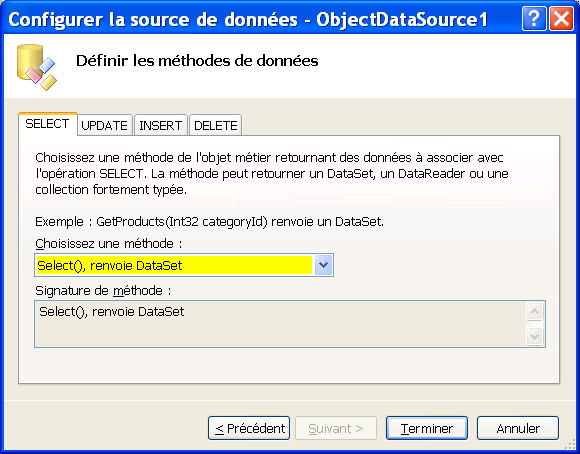 Configurer la source de données - ObjectDataSource1
Définir les méthodes de données
SELECT UPDATE INSERT DELETE
Choisissez une méthode de l'objet métier retournant des données à associer avec
l'opération SELECT. La méthode peut retourner un DataSet, un DataReader ou une
collection fortement typée.
Exemple : GetProducts(Int32 categoryId) renvoie un DataSet.
Choisissez une méthode :
Select(), renvoie DataSet
Signature de méthode :
Select(), renvoie DataSet
< Précédent Suivant > Terminer Annuler